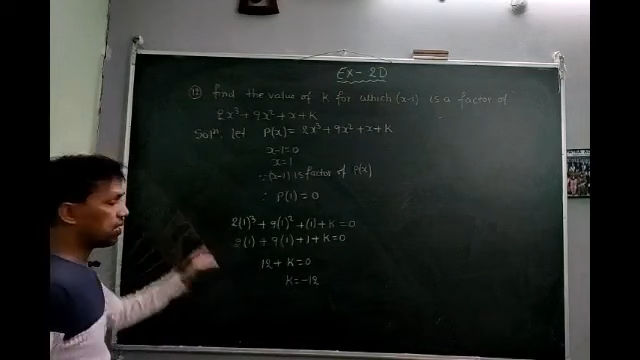 Ex-2D
(12) find the value of k for which (x-1) is a factor of
2x³ + 9x² + x + k
Solⁿ. let P(x) = 2x³ + 9x² + x + k
x-1=0
x=1
∵ (x-1) is factor of P(x)
∴ P(1) = 0
2(1)³ + 9(1)² + (1) + k = 0
2(1) + 9(1) + 1 + k = 0
12 + k = 0
k = -12